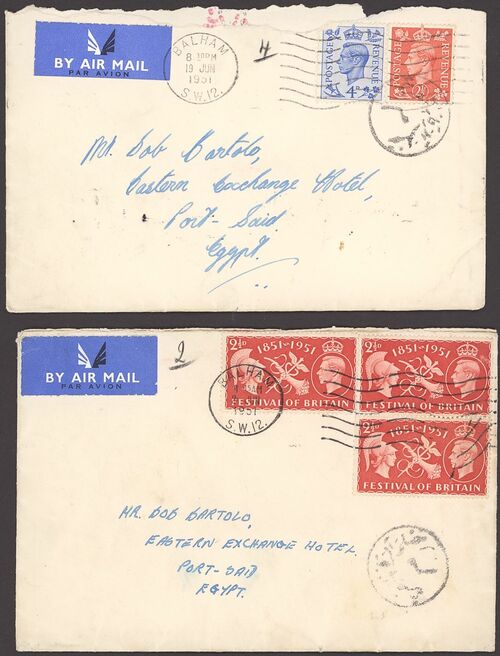 BY AIR MAIL
PAR AVION
BALHAM
19 JUN
1951
S.W.12.
4
POSTAGE
REVENUE
4D
POSTAGE
REVENUE
2½D
Mr. Bob Bartolo,
Eastern Exchange Hotel,
Port-Said.
Egypt.
BY AIR MAIL
PAR AVION
2
BALHAM
1951
S.W.12.
2½D
1851-1951
FESTIVAL OF BRITAIN
2½D
1851-1951
FESTIVAL OF BRITAIN
2½D
1851-1951
FESTIVAL OF BRITAIN
MR. BOB BARTOLO,
EASTERN EXCHANGE HOTEL.
PORT-SAID
EGYPT.